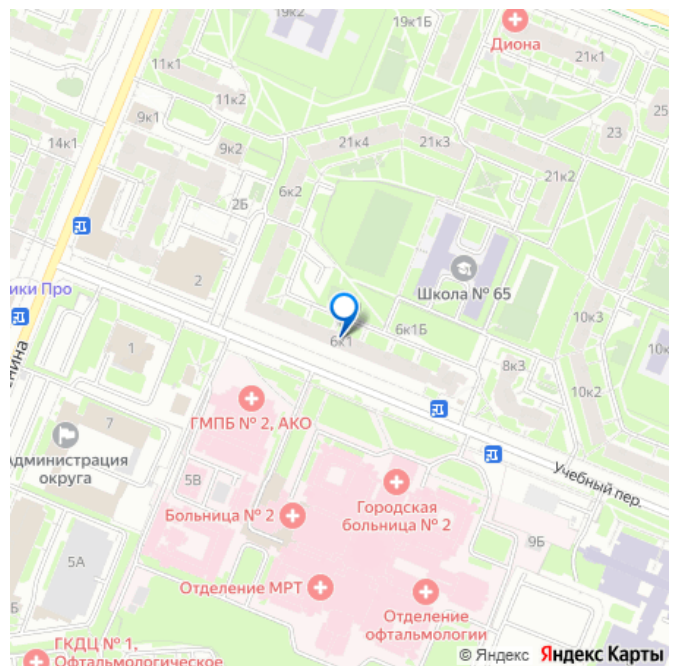 19к2
19к1Б
Диона
21к1
11к1
11к2
25
9к1
23
14к1
9к2
21к4
21к3
21к2
6к2
2Б
Школа № 65
2
ики Про
6к1Б
10к3
6к1
1
8к3
10к
10к2
ГМПБ № 2, АКО
7
Администрация
округа
Учебный пер.
5В
Городская
больница № 2
Больница № 2
9Б
5А
Отделение МРТ
Отделение
офтальмологии
Б
ГКДЦ № 1,
Офтальмологическое
© Яндекс Яндекс Карты